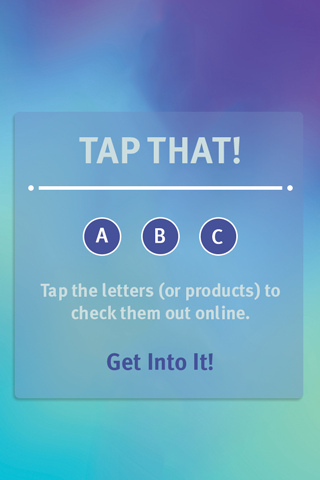 TAP THAT!
A B C
Tap the letters (or products) to
check them out online.
Get Into It!